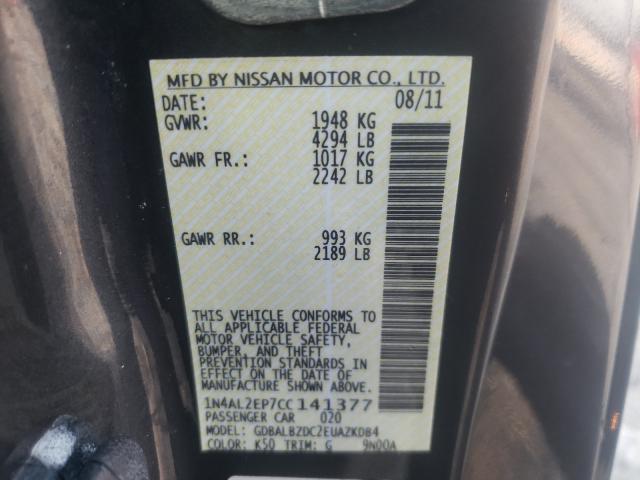 MFD BY NISSAN MOTOR CO., LTD.
DATE: 08/11
GVWR: 1948 KG
4294 LB
GAWR FR.: 1017 KG
2242 LB
GAWR RR.: 993 KG
2189 LB
THIS VEHICLE CONFORMS TO
ALL APPLICABLE FEDERAL
MOTOR VEHICLE SAFETY,
BUMPER, AND THEFT
PREVENTION STANDARDS IN
EFFECT ON THE DATE OF
MANUFACTURE SHOWN ABOVE.
1N4AL2EP7CC141377
PASSENGER CAR 020
MODEL: GDBALBZDC2EUAZKDB4
COLOR: K50 TRIM: G 9N00A